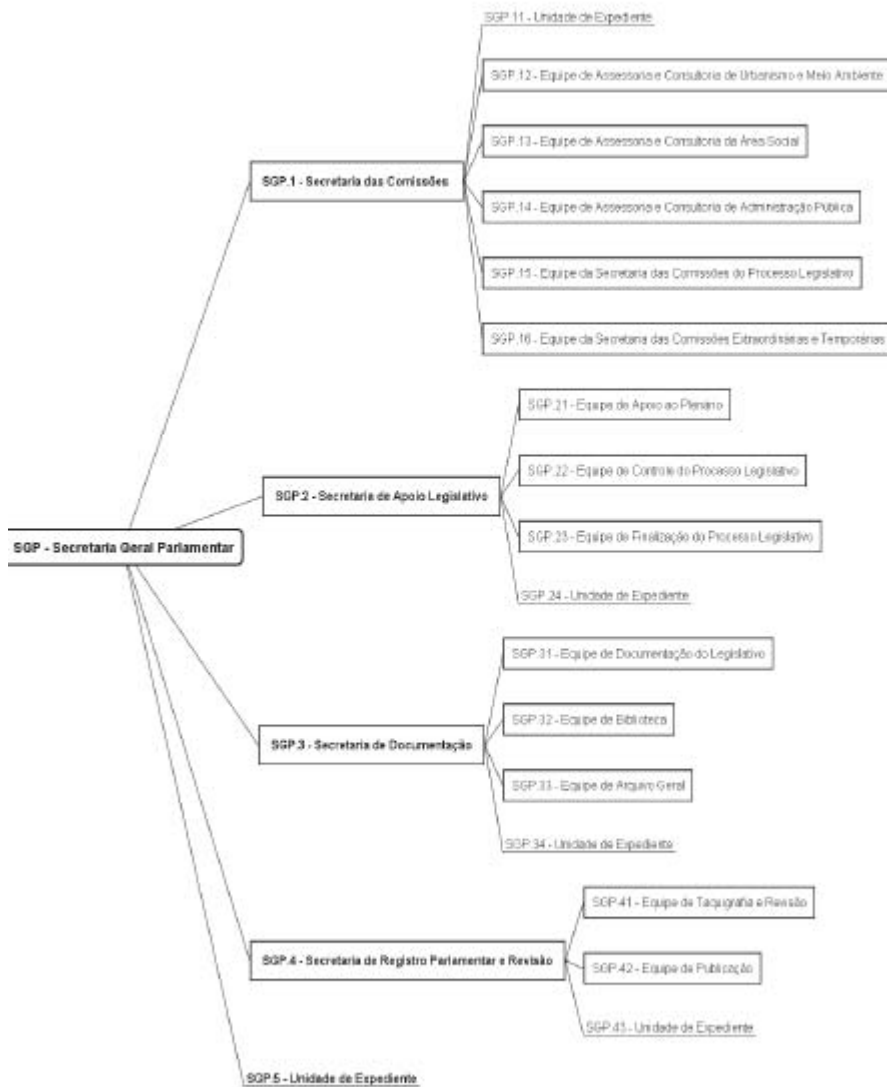 SGP.11 - Unidade de Expediente
SGP.12 - Equipe de Assessoria e Consultoria de Urbanismo e Meio Ambiente
SGP.13 - Equipe de Assessoria e Consultoria da Área Social
SGP.1 - Secretaria das Comissões
SGP.14 - Equipe de Assessoria e Consultoria de Administração Pública
SGP.15 - Equipe da Secretaria das Comissões do Processo Legislativo
SGP.16 - Equipe da Secretaria das Comissões Extraordinárias e Temporárias
SGP.21 - Equipe de Apoio ao Plenário
SGP.22 - Equipe de Controle do Processo Legislativo
SGP.2 - Secretaria de Apoio Legislativo
SGP.23 - Equipe de Finalização do Processo Legislativo
SGP - Secretaria Geral Parlamentar
SGP.24 - Unidade de Expediente
SGP.31 - Equipe de Documentação do Legislativo
SGP.32 - Equipe de Biblioteca
SGP.3 - Secretaria de Documentação
SGP.33 - Equipe de Arquivo Geral
SGP.34 - Unidade de Expediente
SGP.41 - Equipe de Taquigrafia e Revisão
SGP.4 - Secretaria de Registro Parlamentar e Revisão
SGP.42 - Equipe de Publicação
SGP.43 - Unidade de Expediente
SGP.5 - Unidade de Expediente